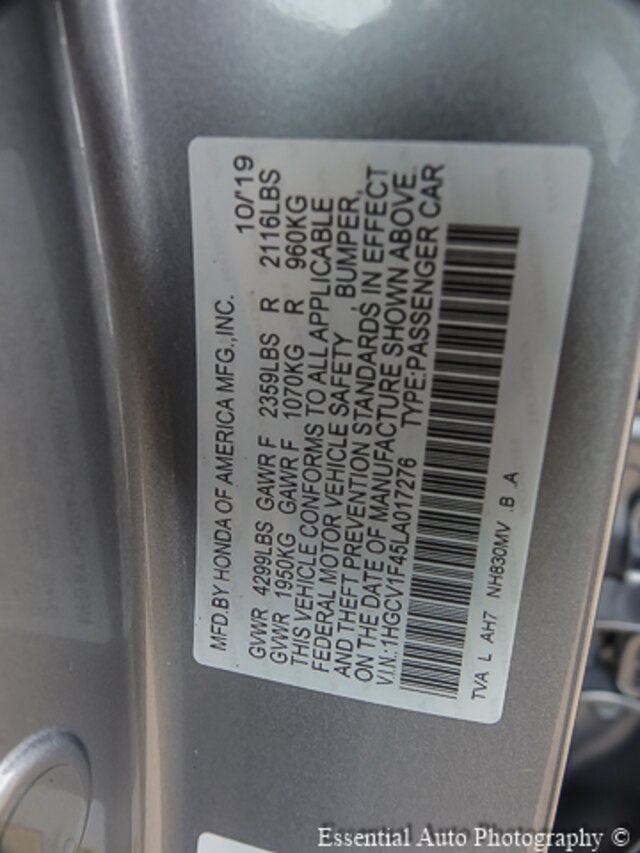 MFD.BY HONDA OF AMERICA MFG.,INC. 10/'19
GVWR 4299LBS GAWR F 2359LBS R 2116LBS
GVWR 1950KG GAWR F 1070KG R 960KG
THIS VEHICLE CONFORMS TO ALL APPLICABLE
FEDERAL MOTOR VEHICLE SAFETY , BUMPER,
AND THEFT PREVENTION STANDARDS IN EFFECT
ON THE DATE OF MANUFACTURE SHOWN ABOVE.
V.I.N.:1HGCV1F45LA017276 TYPE:PASSENGER CAR
TVA L AH7 NH830MV .B .A
Essential Auto Photography ©